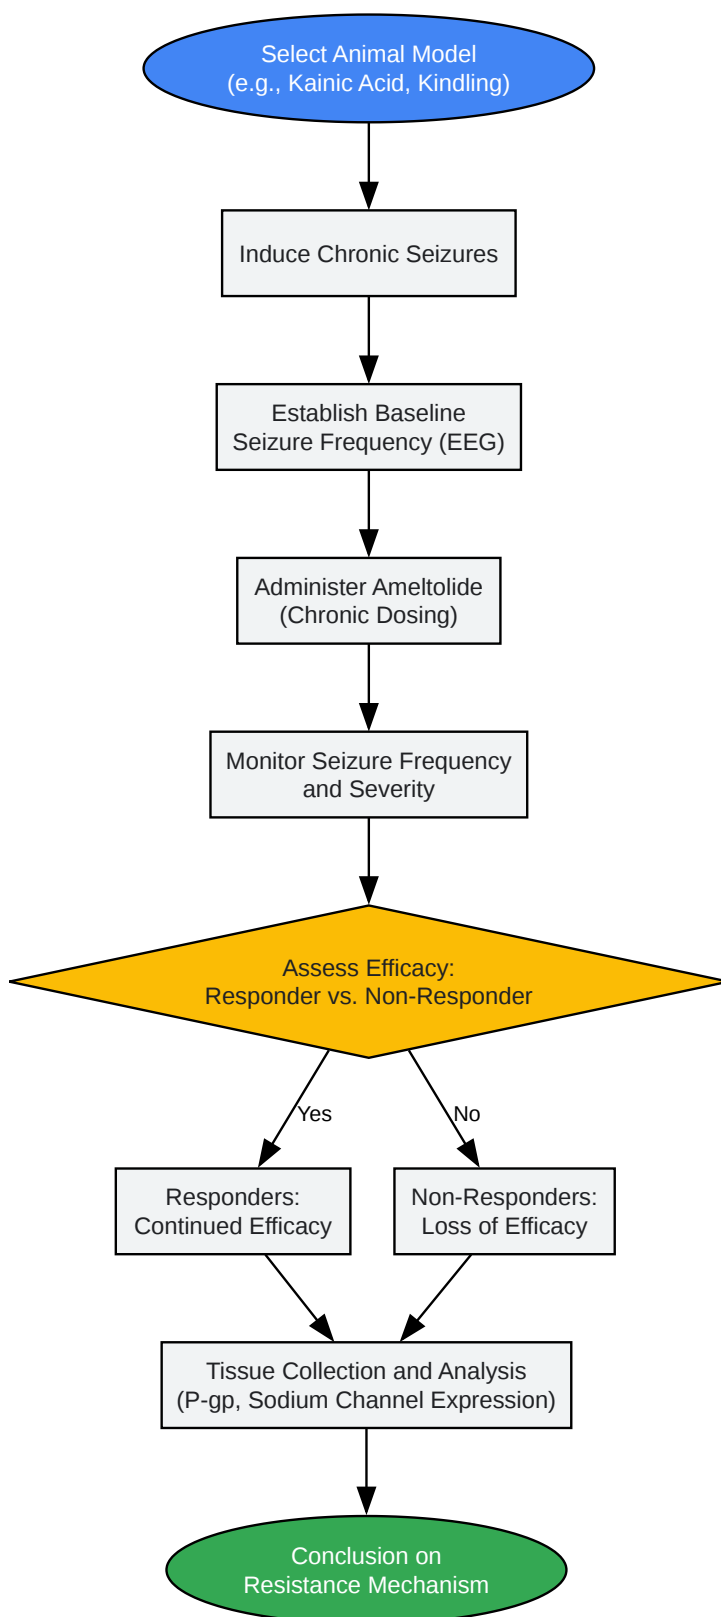 Select Animal Model
(e.g., Kainic Acid, Kindling)
Induce Chronic Seizures
Establish Baseline
Seizure Frequency (EEG)
Administer Ameltolide
(Chronic Dosing)
Monitor Seizure Frequency
and Severity
Assess Efficacy:
Responder vs. Non-Responder
Yes
No
Responders:
Continued Efficacy
Non-Responders:
Loss of Efficacy
Tissue Collection and Analysis
(P-gp, Sodium Channel Expression)
Conclusion on
Resistance Mechanism